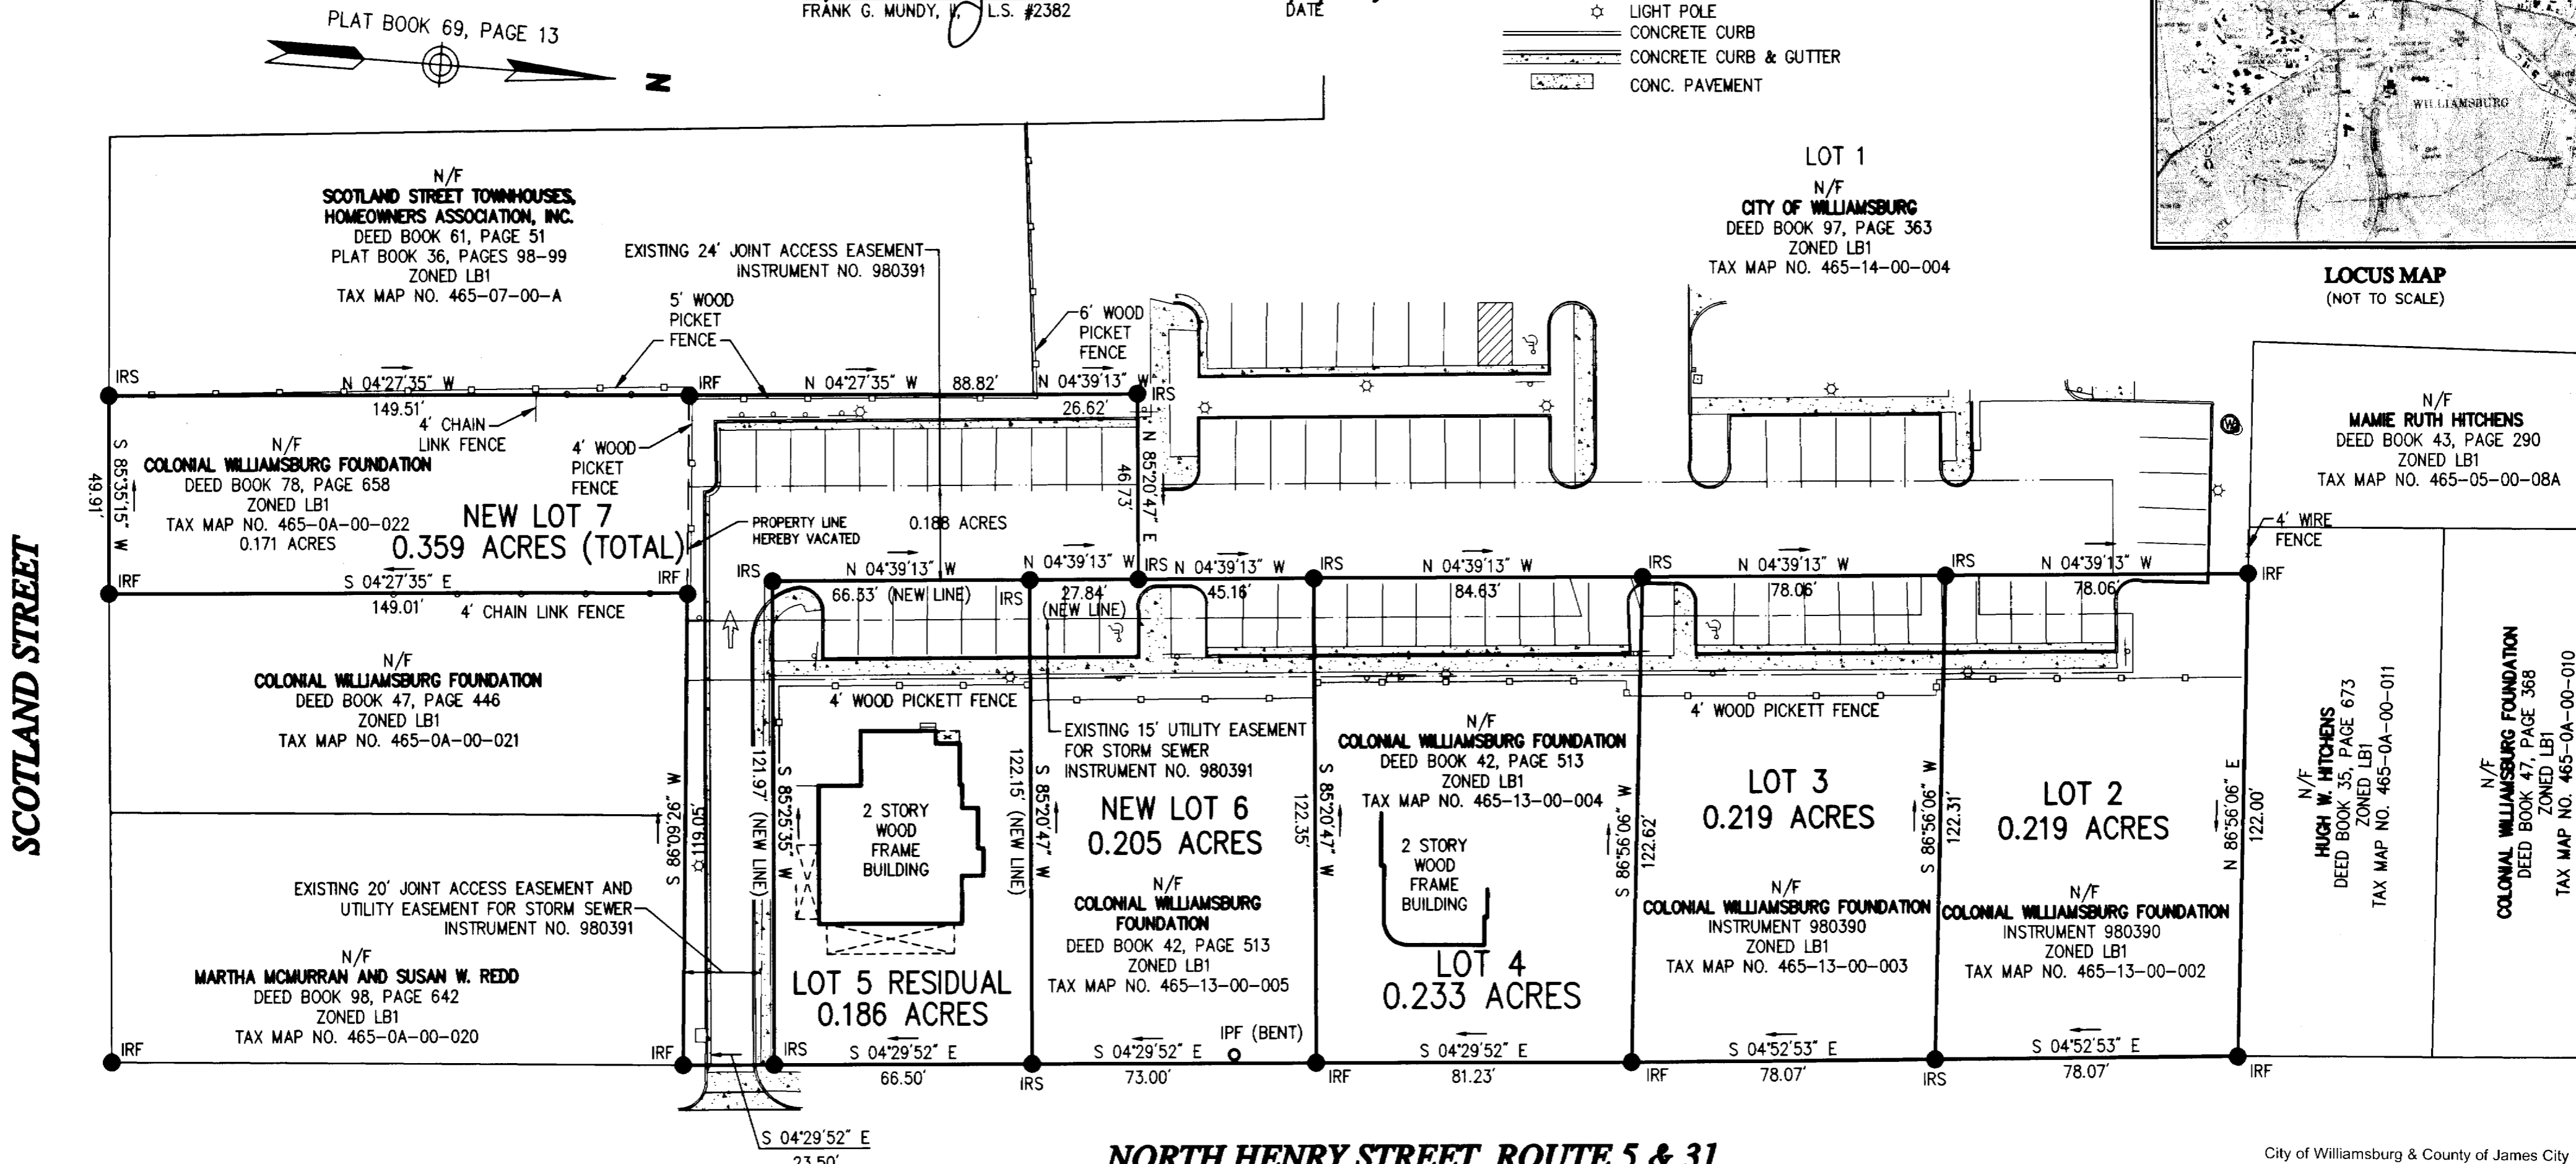 PLAT BOOK 69, PAGE 13
N
FRANK G. MUNDY, II, L.S. #2382
DATE
LIGHT POLE
CONCRETE CURB
CONCRETE CURB & GUTTER
CONC. PAVEMENT
WILLIAMSBURG
LOCUS MAP
(NOT TO SCALE)
N/F
SCOTLAND STREET TOWNHOUSES,
HOMEOWNERS ASSOCIATION, INC.
DEED BOOK 61, PAGE 51
PLAT BOOK 36, PAGES 98-99
ZONED LB1
TAX MAP NO. 465-07-00-A
EXISTING 24' JOINT ACCESS EASEMENT
INSTRUMENT NO. 980391
5' WOOD
PICKET
FENCE
6' WOOD
PICKET
FENCE
LOT 1
N/F
CITY OF WILLIAMSBURG
DEED BOOK 97, PAGE 363
ZONED LB1
TAX MAP NO. 465-14-00-004
N/F
MAMIE RUTH HITCHENS
DEED BOOK 43, PAGE 290
ZONED LB1
TAX MAP NO. 465-05-00-08A
IRS
N 04°27'35" W
149.51'
4' CHAIN
LINK FENCE
IRF
N 04°27'35" W
88.82'
N 04°39'13" W
26.62'
IRS
S 85°35'15" W
49.91'
N/F
COLONIAL WILLIAMSBURG FOUNDATION
DEED BOOK 78, PAGE 658
ZONED LB1
TAX MAP NO. 465-0A-00-022
0.171 ACRES
4' WOOD
PICKET
FENCE
NEW LOT 7
0.359 ACRES (TOTAL)
PROPERTY LINE
HEREBY VACATED
0.188 ACRES
N 85°20'47" E
46.73'
W
4' WIRE
FENCE
IRF
S 04°27'35" E
149.01'
4' CHAIN LINK FENCE
IRF
IRS
N 04°39'13" W
66.33' (NEW LINE)
IRS
N 04°39'13" W
27.84'
(NEW LINE)
IRS
N 04°39'13" W
45.16'
IRS
N 04°39'13" W
84.63'
IRS
N 04°39'13" W
78.06'
IRS
N 04°39'13" W
78.06'
IRF
SCOTLAND STREET
N/F
COLONIAL WILLIAMSBURG FOUNDATION
DEED BOOK 47, PAGE 446
ZONED LB1
TAX MAP NO. 465-0A-00-021
4' WOOD PICKETT FENCE
EXISTING 15' UTILITY EASEMENT
FOR STORM SEWER
INSTRUMENT NO. 980391
4' WOOD PICKETT FENCE
S 86°09'26" W
119.05'
121.97' (NEW LINE)
S 85°25'35" W
2 STORY
WOOD
FRAME
BUILDING
122.15' (NEW LINE)
S 85°20'47" W
NEW LOT 6
0.205 ACRES
N/F
COLONIAL WILLIAMSBURG
FOUNDATION
DEED BOOK 42, PAGE 513
ZONED LB1
TAX MAP NO. 465-13-00-005
S 85°20'47" W
122.35'
N/F
COLONIAL WILLIAMSBURG FOUNDATION
DEED BOOK 42, PAGE 513
ZONED LB1
TAX MAP NO. 465-13-00-004
2 STORY
WOOD
FRAME
BUILDING
LOT 4
0.233 ACRES
S 86°56'06" W
122.62'
LOT 3
0.219 ACRES
N/F
COLONIAL WILLIAMSBURG FOUNDATION
INSTRUMENT 980390
ZONED LB1
TAX MAP NO. 465-13-00-003
S 86°56'06" W
122.31'
LOT 2
0.219 ACRES
N/F
COLONIAL WILLIAMSBURG FOUNDATION
INSTRUMENT 980390
ZONED LB1
TAX MAP NO. 465-13-00-002
N 86°56'06" E
122.00'
N/F
HUGH W. HITCHENS
DEED BOOK 35, PAGE 673
ZONED LB1
TAX MAP NO. 465-0A-00-011
N/F
COLONIAL WILLIAMSBURG FOUNDATION
DEED BOOK 47, PAGE 368
ZONED LB1
TAX MAP NO. 465-0A-00-010
EXISTING 20' JOINT ACCESS EASEMENT AND
UTILITY EASEMENT FOR STORM SEWER
INSTRUMENT NO. 980391
N/F
MARTHA MCMURRAN AND SUSAN W. REDD
DEED BOOK 98, PAGE 642
ZONED LB1
TAX MAP NO. 465-0A-00-020
LOT 5 RESIDUAL
0.186 ACRES
IRF
IRF
IRS
S 04°29'52" E
66.50'
IRS
S 04°29'52" E
73.00'
IPF (BENT)
IRF
S 04°29'52" E
81.23'
IRF
S 04°52'53" E
78.07'
IRS
S 04°52'53" E
78.07'
IRF
S 04°29'52" E
23.50'
NORTH HENRY STREET ROUTE 5 & 31
City of Williamsburg & County of James City